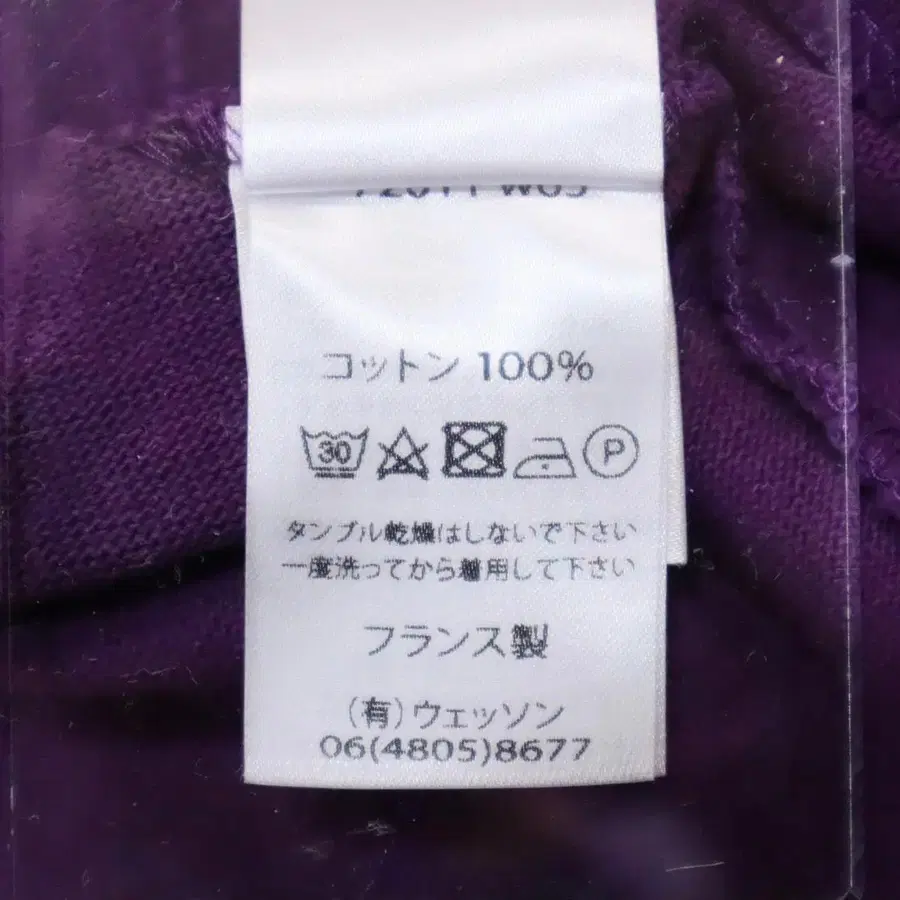 コットン 100%
30 P
タンブル乾燥はしないで下さい
一度洗ってから着用して下さい
フランス製
(有)ウェッソン
06(4805)8677